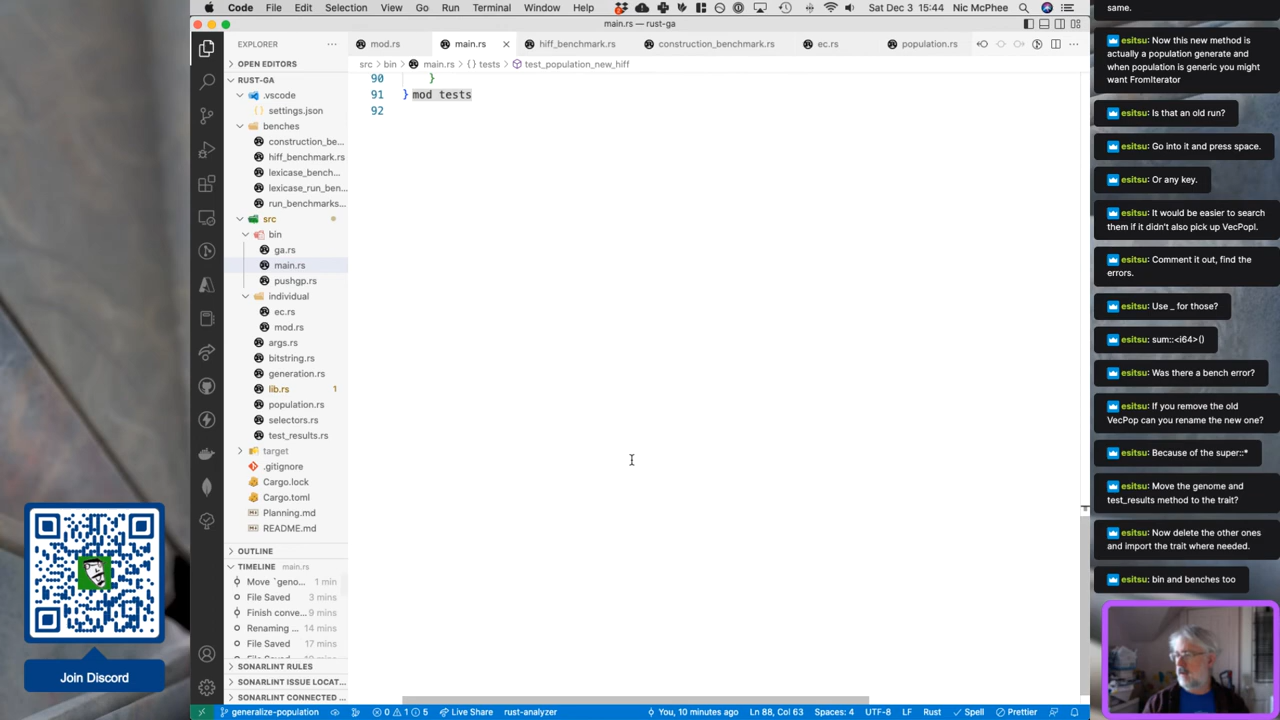 Code File Edit Selection View Go Run Terminal Window Help
Sat Dec 3 15:44 Nic McPhee
main.rs — rust-ga
EXPLORER
mod.rs main.rs hiff_benchmark.rs construction_benchmark.rs ec.rs population.rs
src > bin > main.rs > {} tests > test_population_new_hiff
OPEN EDITORS
RUST-GA
.vscode
settings.json
benches
construction_be...
hiff_benchmark.rs
lexicase_bench...
lexicase_run_ben...
run_benchmarks...
src
bin
ga.rs
main.rs
pushgp.rs
individual
ec.rs
mod.rs
args.rs
bitstring.rs
generation.rs
lib.rs 1
population.rs
selectors.rs
test_results.rs
target
.gitignore
Cargo.lock
Cargo.toml
Planning.md
README.md
OUTLINE
TIMELINE main.rs
Move `geno... 1 min
File Saved 3 mins
Finish conve... 9 mins
Renaming ... 14 mins
File Saved 17 mins
SONARLINT RULES
SONARLINT ISSUE LOCAT...
SONARLINT CONNECTED ...
90 }
91 } mod tests
92
generalize-population 0 1 5 Live Share rust-analyzer
You, 10 minutes ago Ln 88, Col 63 Spaces: 4 UTF-8 LF Rust Spell Prettier
Join Discord
same.
esitsu: Now this new method is
actually a population generate and
when population is generic you might
want FromIterator
esitsu: Is that an old run?
esitsu: Go into it and press space.
esitsu: Or any key.
esitsu: It would be easier to search
them if it didn't also pick up VecPopI.
esitsu: Comment it out, find the
errors.
esitsu: Use _ for those?
esitsu: sum::<i64>()
esitsu: Was there a bench error?
esitsu: If you remove the old
VecPop can you rename the new one?
esitsu: Because of the super::*
esitsu: Move the genome and
test_results method to the trait?
esitsu: Now delete the other ones
and import the trait where needed.
esitsu: bin and benches too